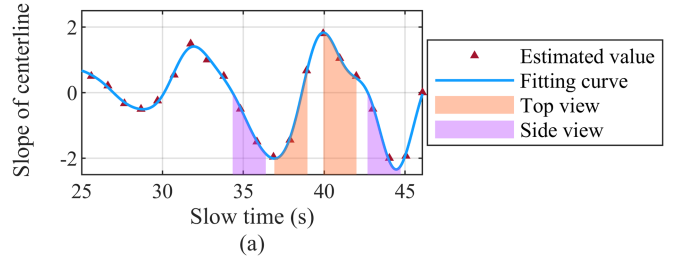 Slope of centerline
2
0
-2
25
30
35
40
45
Slow time (s)
(a)
Estimated value
Fitting curve
Top view
Side view